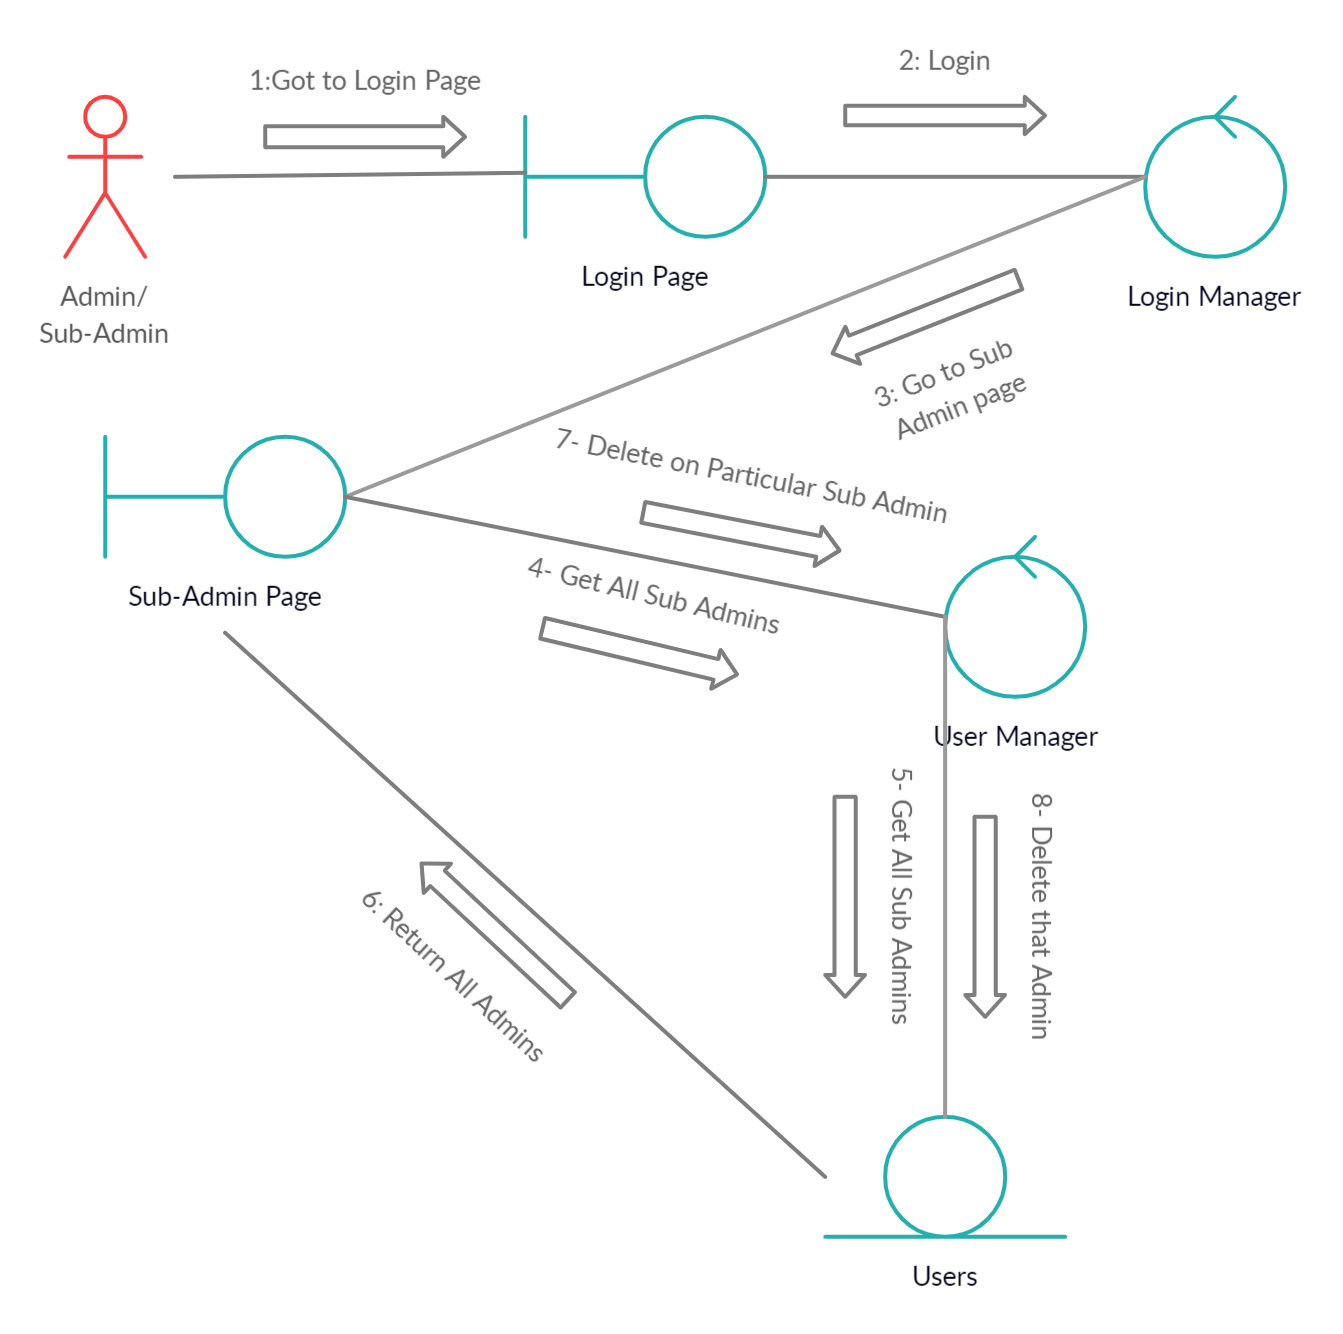 1:Got to Login Page
2: Login
Admin/
Sub-Admin
Login Page
Login Manager
3: Go to Sub
Admin page
7- Delete on Particular Sub Admin
4- Get All Sub Admins
Sub-Admin Page
User Manager
5- Get All Sub Admins
8- Delete that Admin
6: Return All Admins
Users